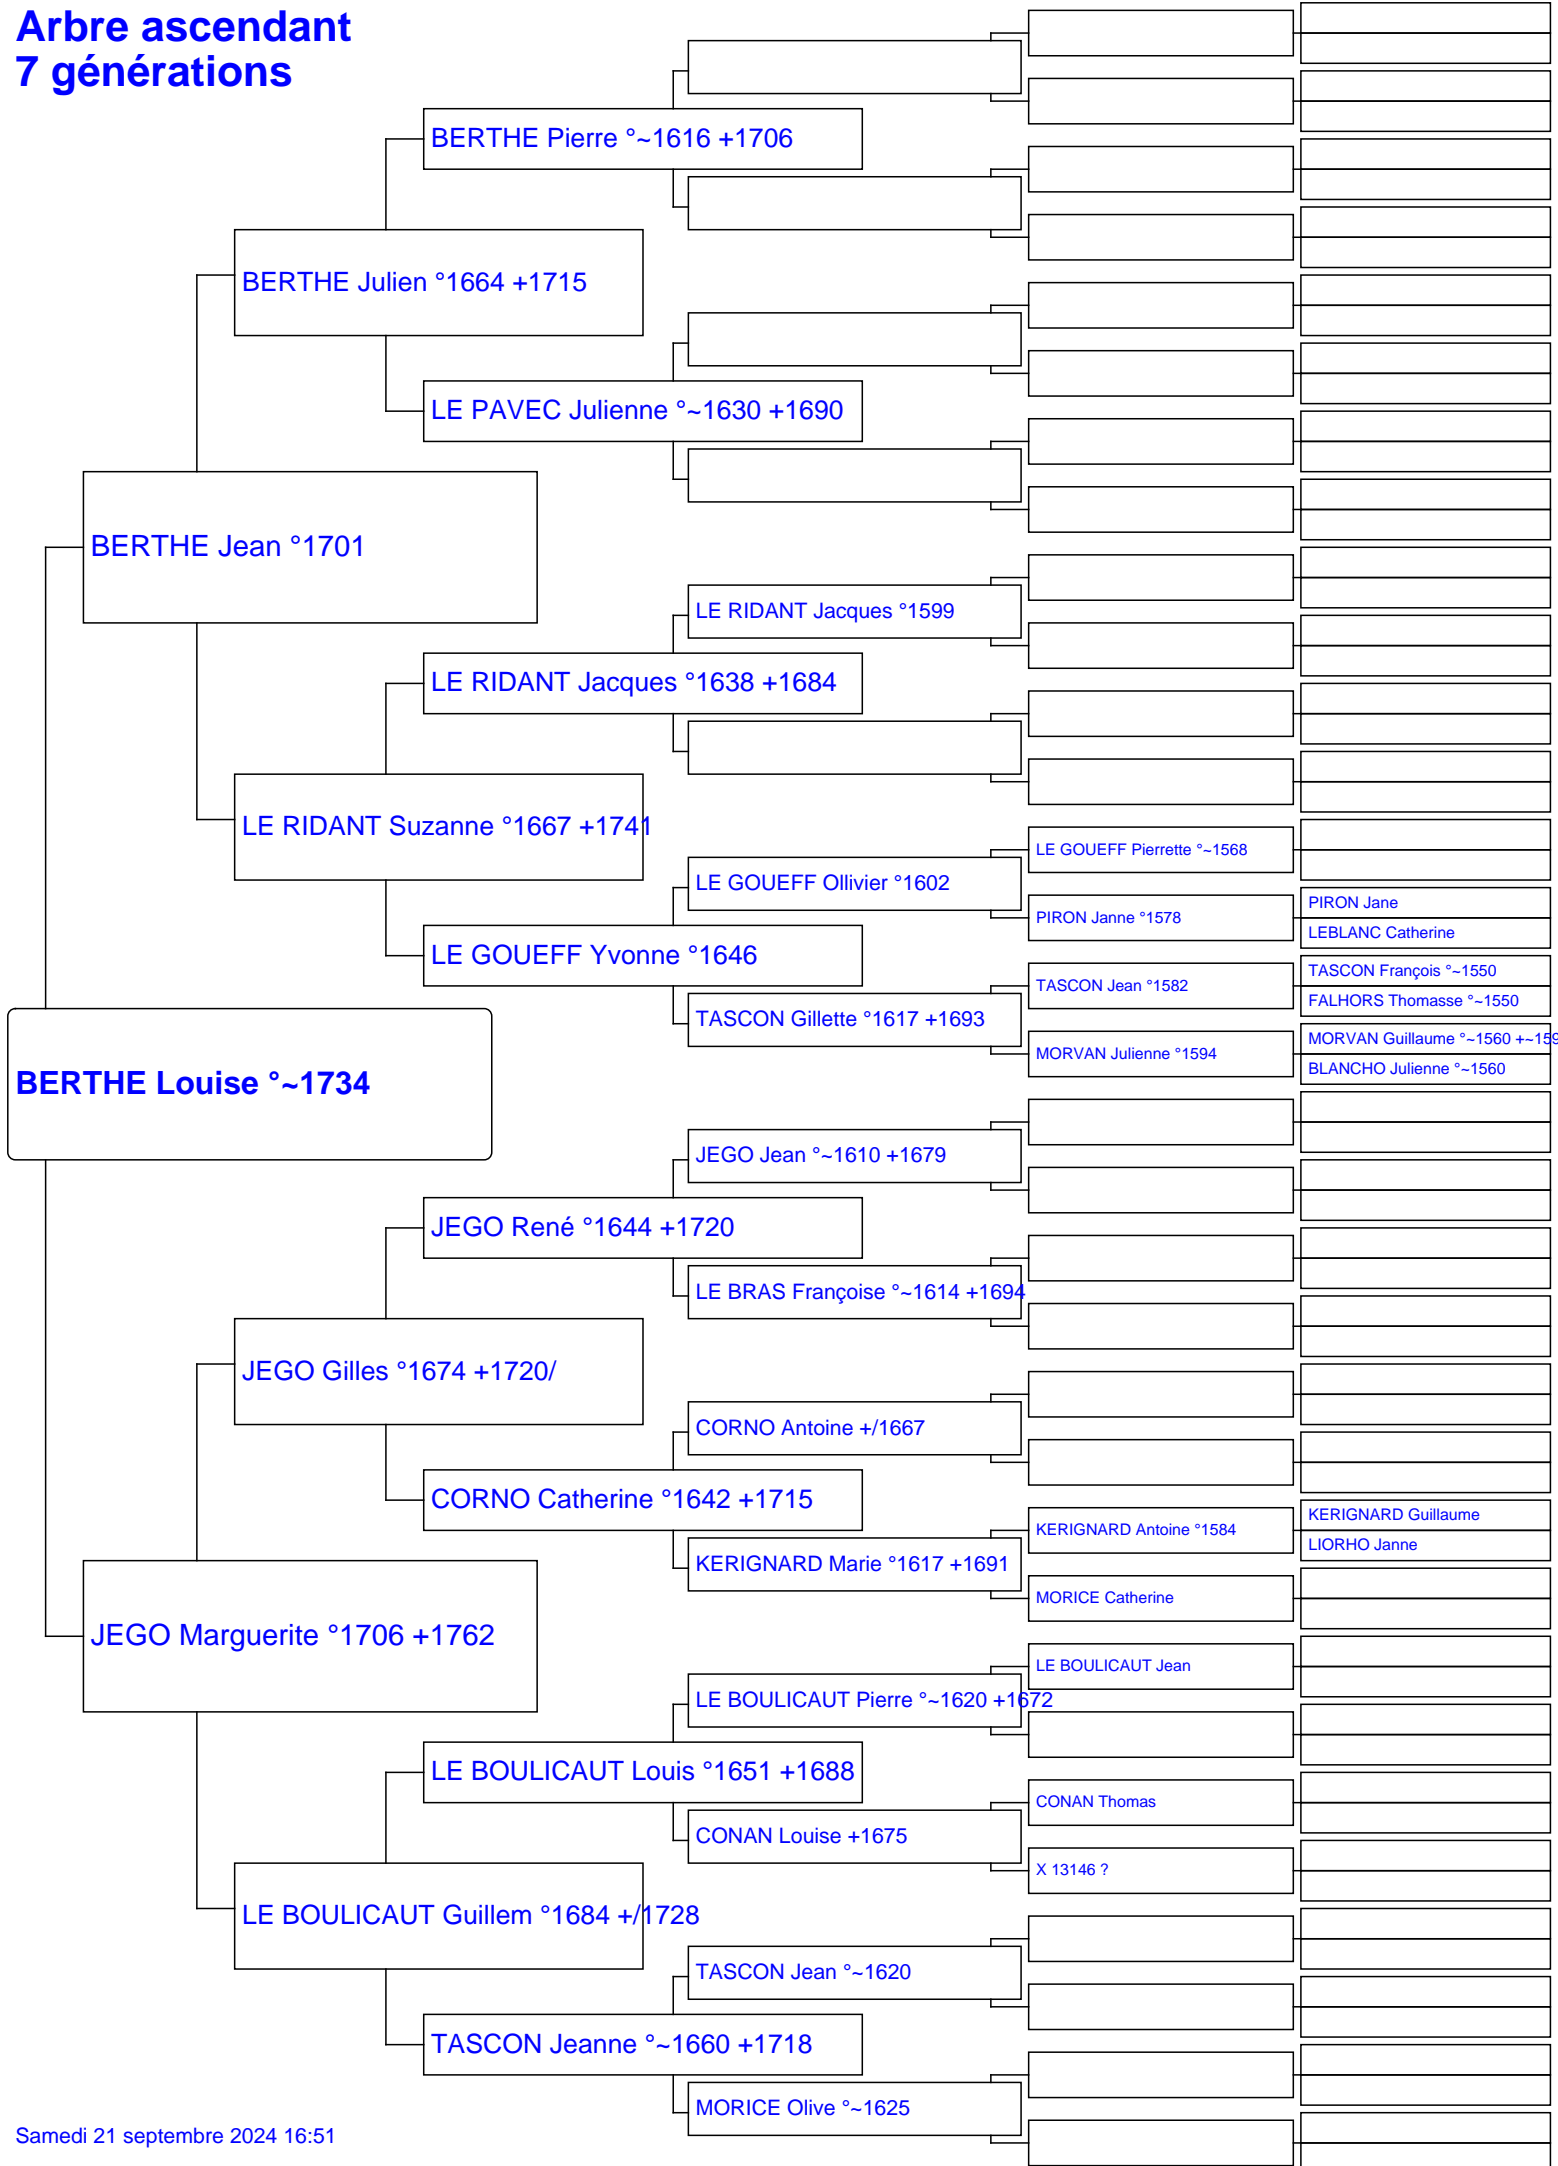 Arbre ascendant
7 générations
BERTHE Pierre °~1616 +1706
BERTHE Julien °1664 +1715
LE PAVEC Julienne °~1630 +1690
BERTHE Jean °1701
LE RIDANT Jacques °1599
LE RIDANT Jacques °1638 +1684
LE RIDANT Suzanne °1667 +1741
LE GOUEFF Pierrette °~1568
LE GOUEFF Ollivier °1602
PIRON Jane
PIRON Janne °1578
LEBLANC Catherine
LE GOUEFF Yvonne °1646
TASCON François °~1550
TASCON Jean °1582
FALHORS Thomasse °~1550
TASCON Gillette °1617 +1693
MORVAN Guillaume °~1560 +~159
MORVAN Julienne °1594
BLANCHO Julienne °~1560
BERTHE Louise °~1734
JEGO Jean °~1610 +1679
JEGO René °1644 +1720
LE BRAS Françoise °~1614 +1694
JEGO Gilles °1674 +1720/
CORNO Antoine +/1667
CORNO Catherine °1642 +1715
KERIGNARD Guillaume
KERIGNARD Antoine °1584
LIORHO Janne
KERIGNARD Marie °1617 +1691
MORICE Catherine
JEGO Marguerite °1706 +1762
LE BOULICAUT Jean
LE BOULICAUT Pierre °~1620 +1672
LE BOULICAUT Louis °1651 +1688
CONAN Thomas
CONAN Louise +1675
X 13146 ?
LE BOULICAUT Guillem °1684 +/1728
TASCON Jean °~1620
TASCON Jeanne °~1660 +1718
MORICE Olive °~1625
Samedi 21 septembre 2024 16:51